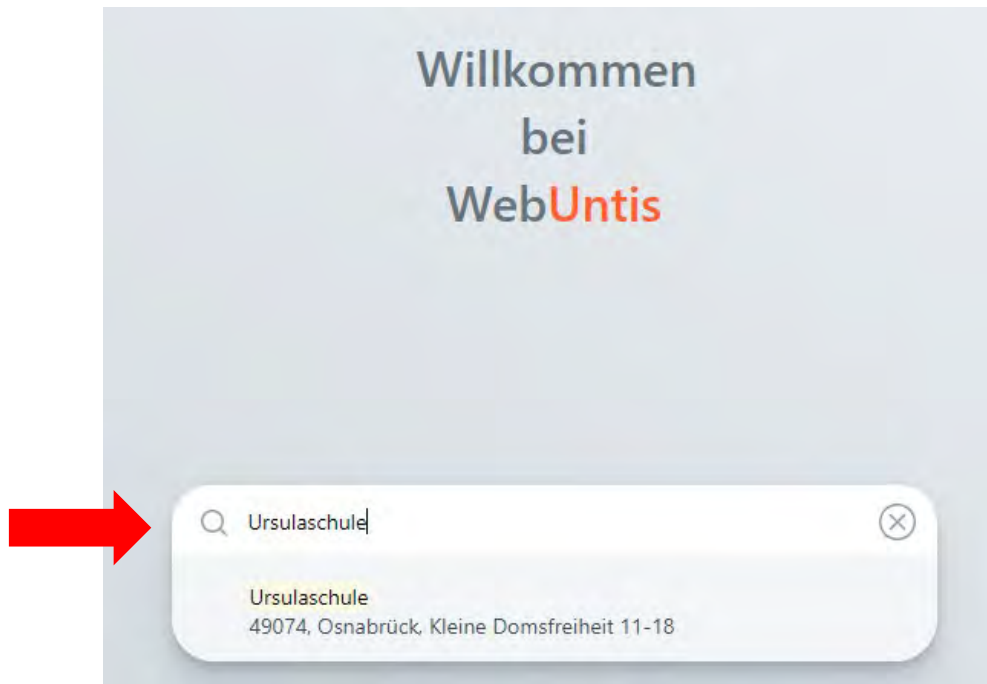 Willkommen
bei
WebUntis
Ursulaschule
Ursulaschule
49074, Osnabrück, Kleine Domsfreiheit 11-18